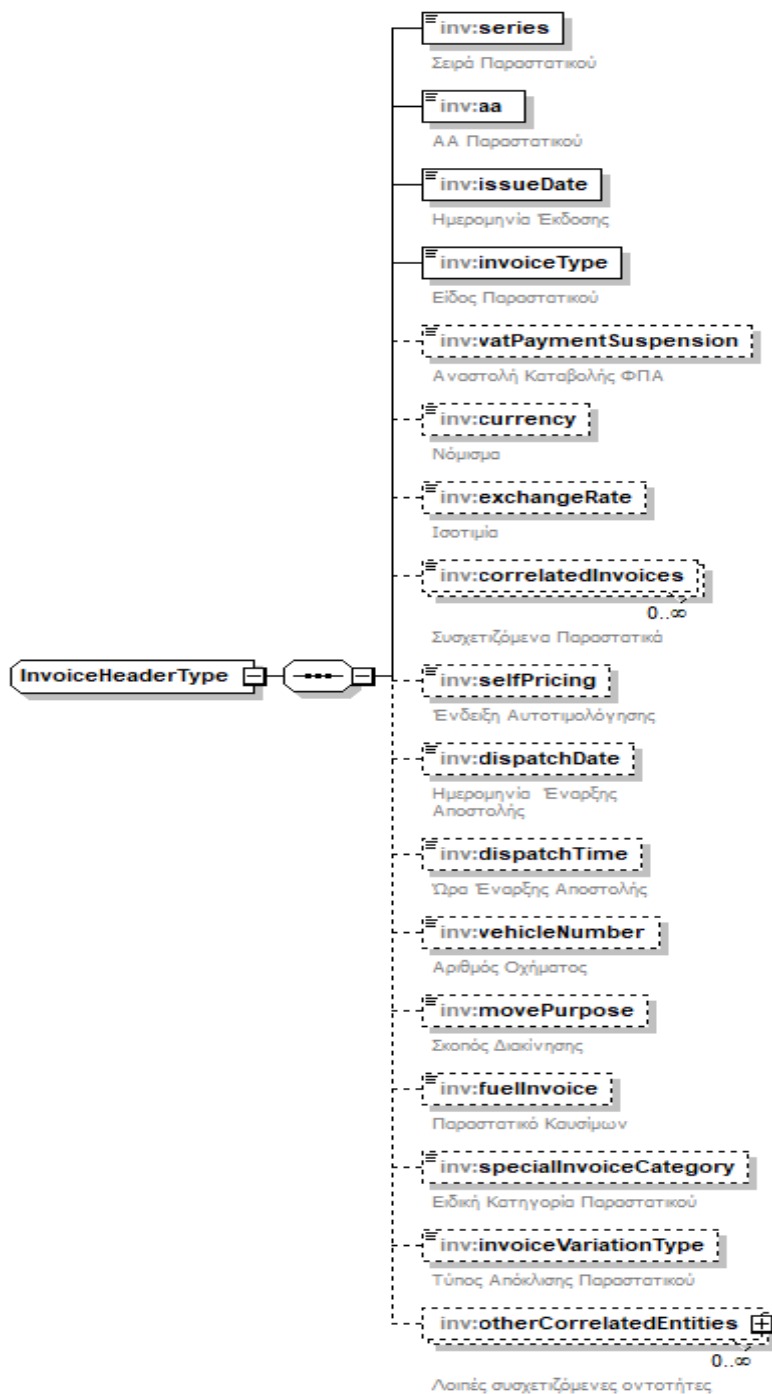 inv:series
Σειρά Παραστατικού
inv:aa
ΑΑ Παραστατικού
inv:issueDate
Ημερομηνία Έκδοσης
inv:invoiceType
Είδος Παραστατικού
inv:vatPaymentSuspension
Αναστολή Καταβολής ΦΠΑ
inv:currency
Νόμισμα
inv:exchangeRate
Ισοτιμία
inv:correlatedInvoices
0..∞
Συσχετιζόμενα Παραστατικά
InvoiceHeaderType
inv:selfPricing
Ένδειξη Αυτοτιμολόγησης
inv:dispatchDate
Ημερομηνία Έναρξης
Αποστολής
inv:dispatchTime
Ώρα Έναρξης Αποστολής
inv:vehicleNumber
Αριθμός Οχήματος
inv:movePurpose
Σκοπός Διακίνησης
inv:fuelInvoice
Παραστατικό Καυσίμων
inv:specialInvoiceCategory
Ειδική Κατηγορία Παραστατικού
inv:invoiceVariationType
Τύπος Απόκλισης Παραστατικού
inv:otherCorrelatedEntities
0..∞
Λοιπές συσχετιζόμενες οντοτήτες